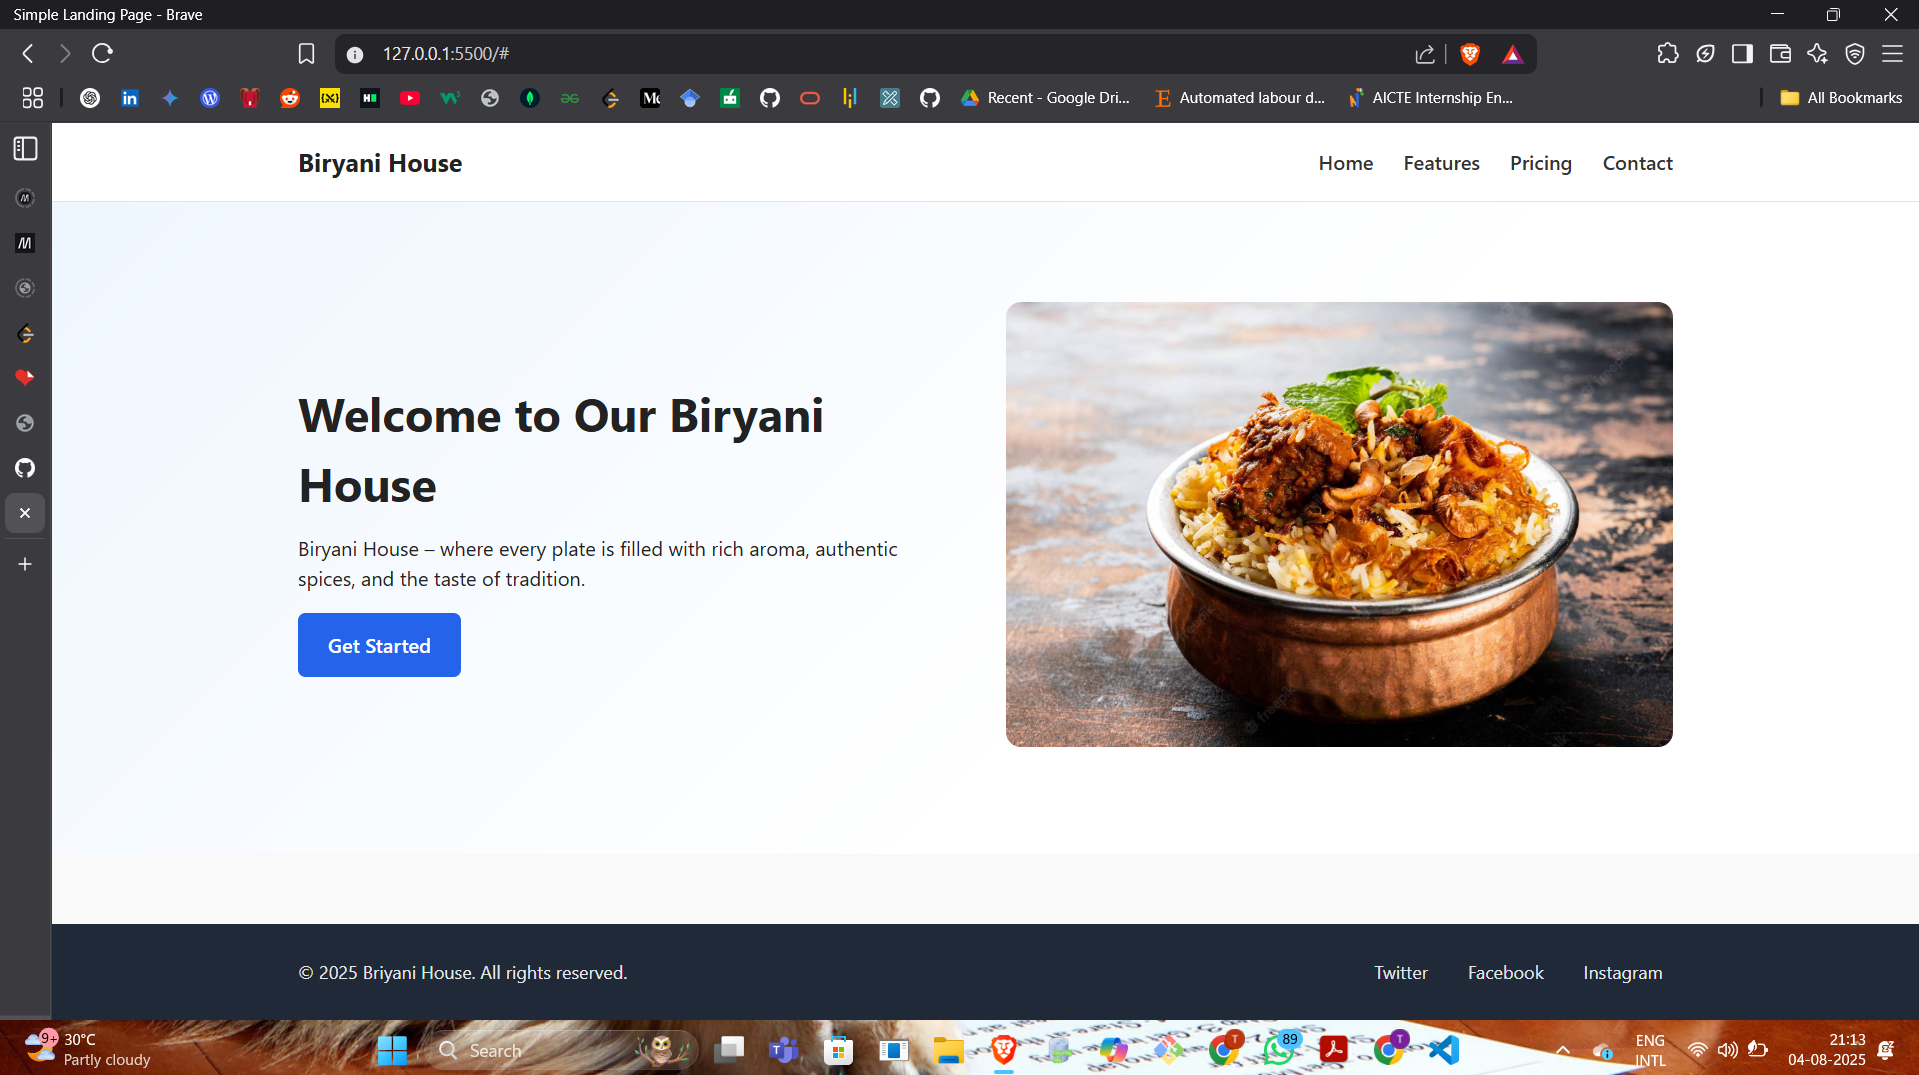 Simple Landing Page - Brave
127.0.0.1:5500/#
Recent - Google Dri...
Automated labour d...
AICTE Internship En...
All Bookmarks
Biryani House
Home
Features
Pricing
Contact
Welcome to Our Biryani
House
Biryani House – where every plate is filled with rich aroma, authentic
spices, and the taste of tradition.
Get Started
© 2025 Briyani House. All rights reserved.
Twitter
Facebook
Instagram
9+
30°C
Partly cloudy
Search
89
ENG
INTL
21:13
04-08-2025